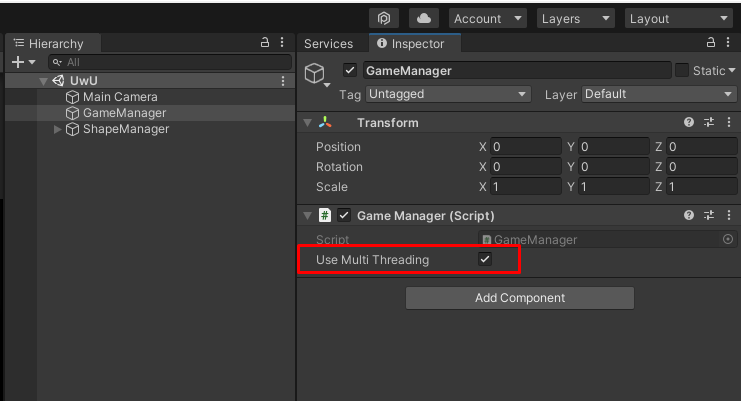 Account Layers Layout
Hierarchy
All
UwU
Main Camera
GameManager
ShapeManager
Services Inspector
GameManager Static
Tag Untagged Layer Default
Transform
Position X 0 Y 0 Z 0
Rotation X 0 Y 0 Z 0
Scale X 1 Y 1 Z 1
# Game Manager (Script)
Script # GameManager
Use Multi Threading
Add Component